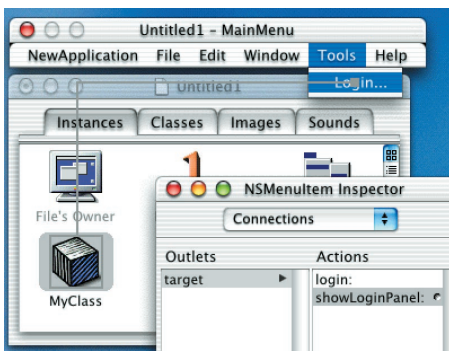 Untitled1 – MainMenu
NewApplication File Edit Window Tools Help
Untitled1
Login...
Instances Classes Images Sounds
NSMenuItem Inspector
Connections
File's Owner
Outlets Actions
target login:
showLoginPanel:
MyClass